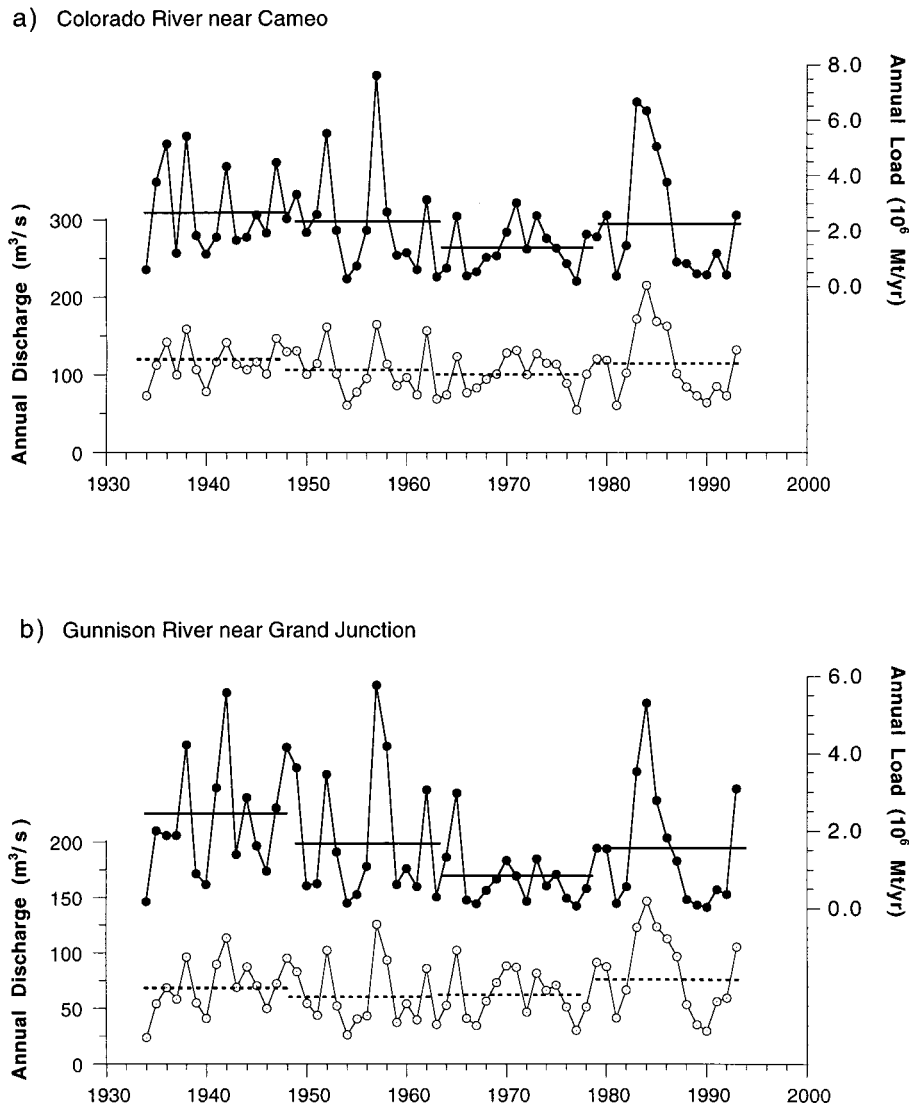 a) Colorado River near Cameo
8.0
6.0
4.0
2.0
0.0
Annual Load (10⁶ Mt/yr)
300
200
100
0
Annual Discharge (m³/s)
1930 1940 1950 1960 1970 1980 1990 2000
b) Gunnison River near Grand Junction
6.0
4.0
2.0
0.0
Annual Load (10⁶ Mt/yr)
200
150
100
50
0
Annual Discharge (m³/s)
1930 1940 1950 1960 1970 1980 1990 2000